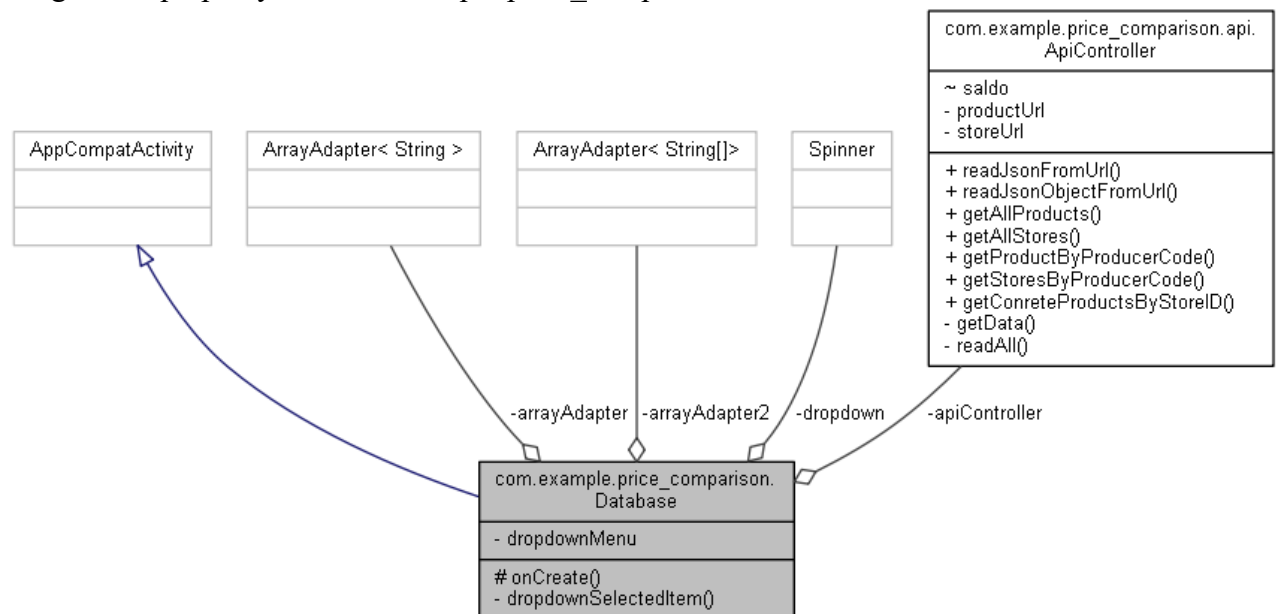 com.example.price_comparison.api.
ApiController
~ saldo
- productUrl
- storeUrl
+ readJsonFromUrl()
+ readJsonObjectFromUrl()
+ getAllProducts()
+ getAllStores()
+ getProductByProducerCode()
+ getStoresByProducerCode()
+ getConreteProductsByStoreID()
- getData()
- readAll()
AppCompatActivity
ArrayAdapter< String >
ArrayAdapter< String[]>
Spinner
-arrayAdapter
-arrayAdapter2
-dropdown
-apiController
com.example.price_comparison.
Database
- dropdownMenu
# onCreate()
- dropdownSelectedItem()